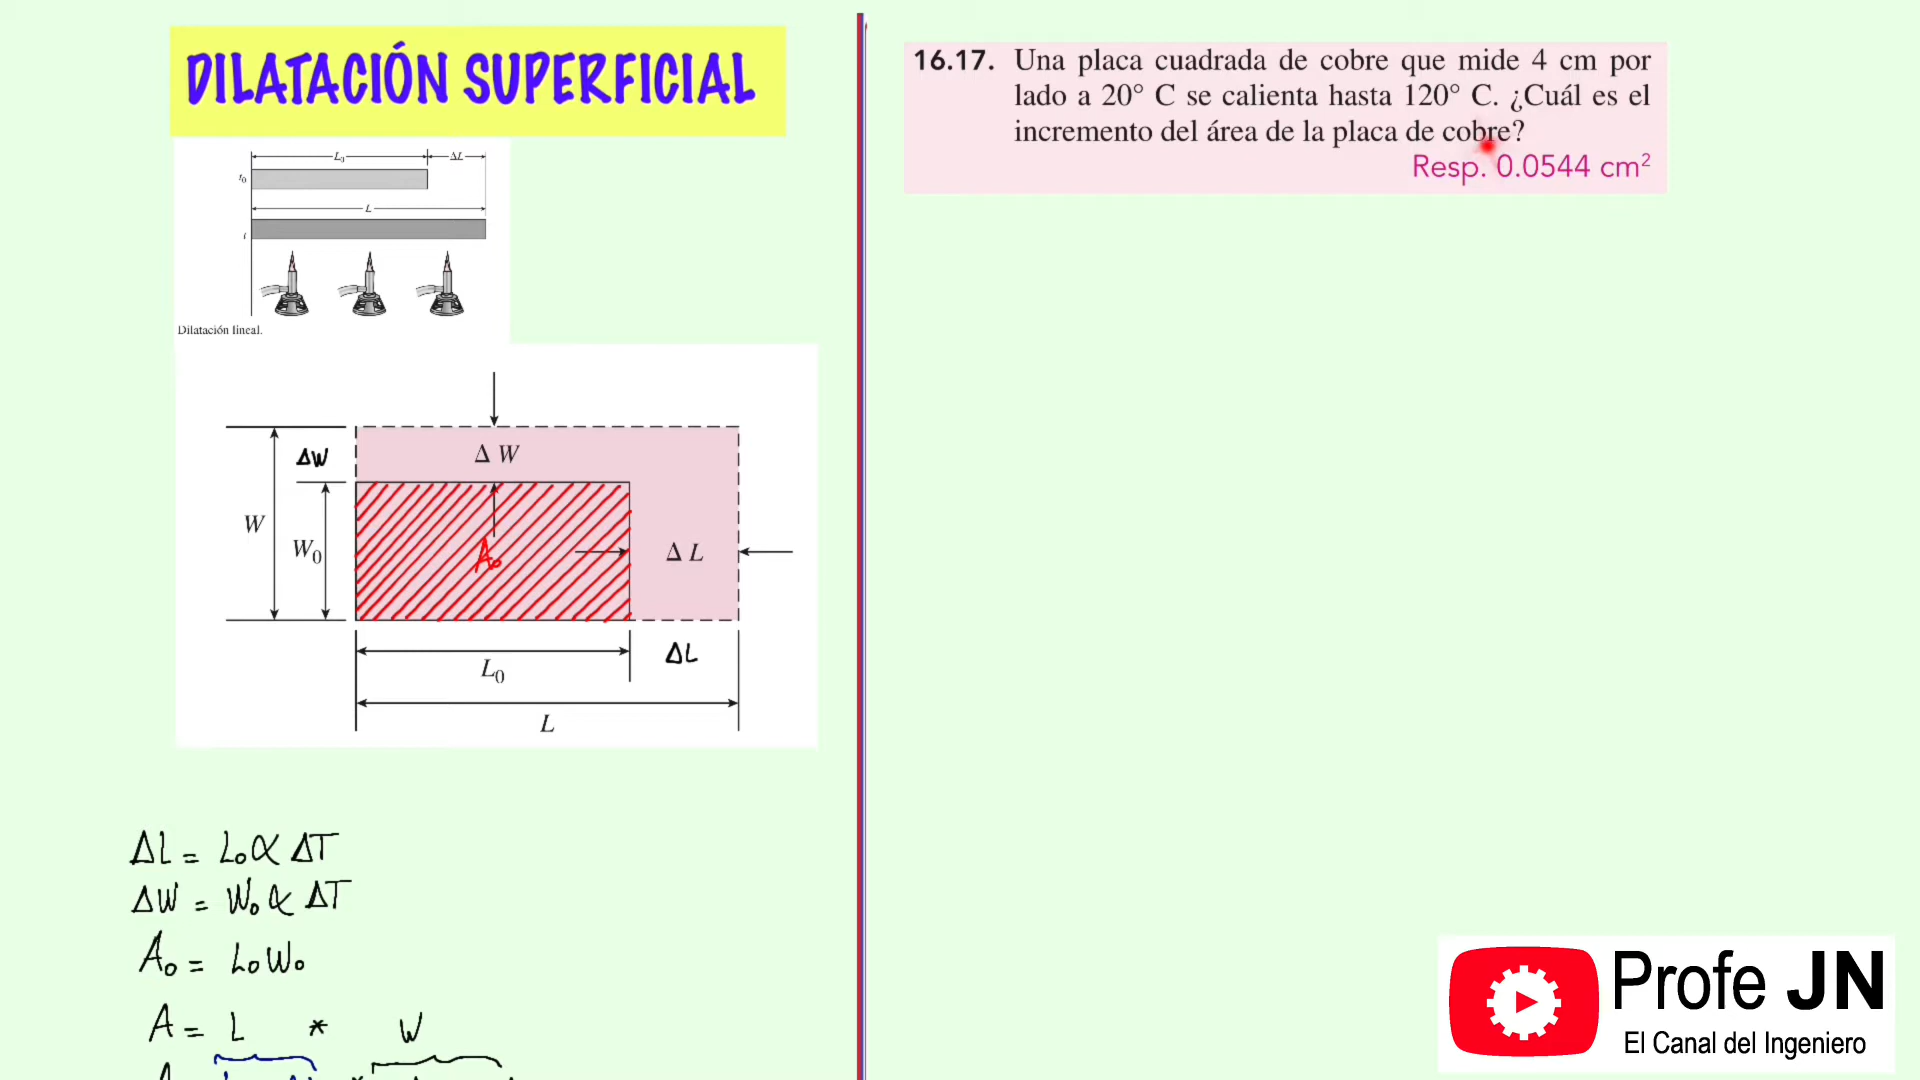 DILATACIÓN SUPERFICIAL
L₀ ΔL
t₀
L
t
Dilatación lineal.
ΔW Δ W
W W₀ A₀ Δ L
L₀ ΔL
L
ΔL = L₀ ∝ ΔT
ΔW = W₀ ∝ ΔT
A₀ = L₀W₀
A = L * W
16.17. Una placa cuadrada de cobre que mide 4 cm por
lado a 20° C se calienta hasta 120° C. ¿Cuál es el
incremento del área de la placa de cobre?
Resp. 0.0544 cm²
Profe JN
El Canal del Ingeniero